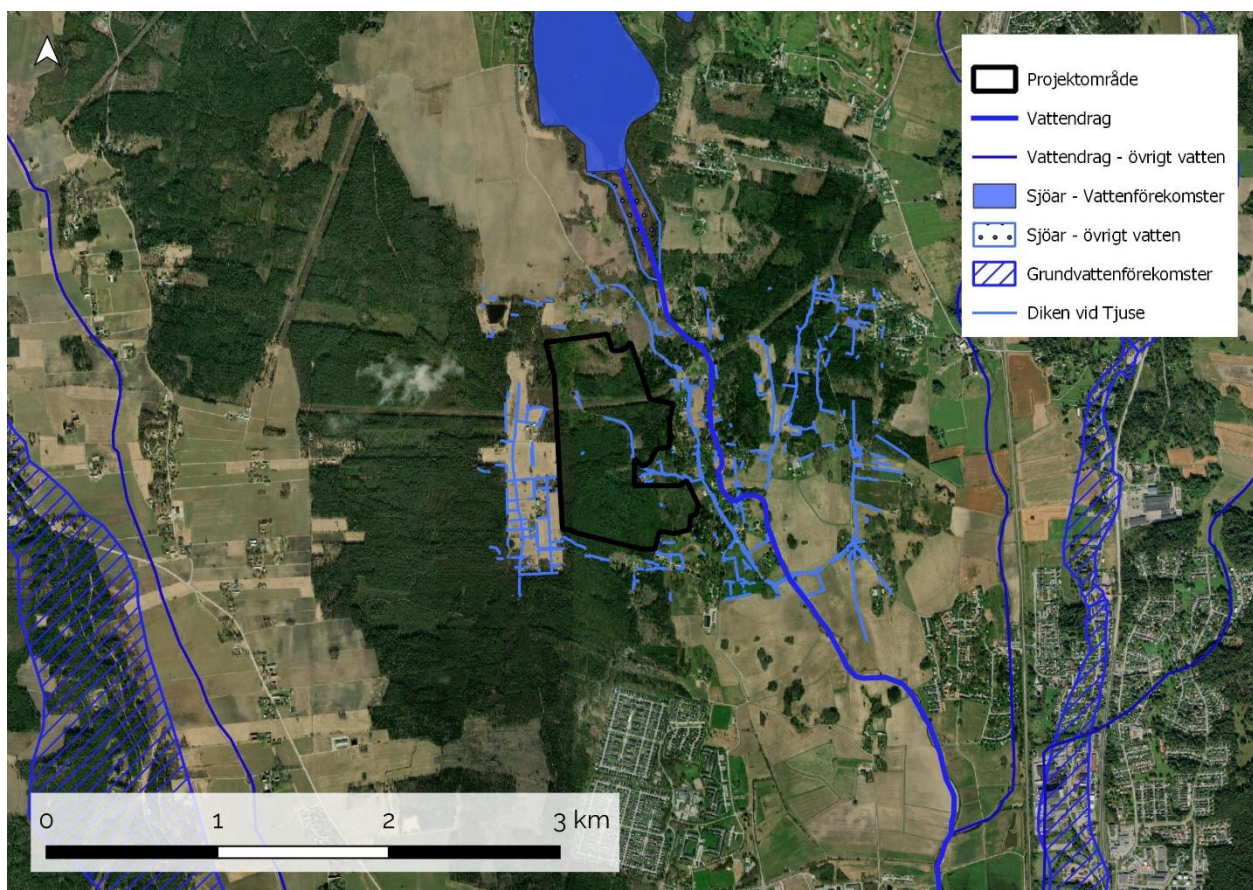 Projektområde
Vattendrag
Vattendrag - övrigt vatten
Sjöar - Vattenförekomster
Sjöar - övrigt vatten
Grundvattenförekomster
Diken vid Tjuse
0 1 2 3 km